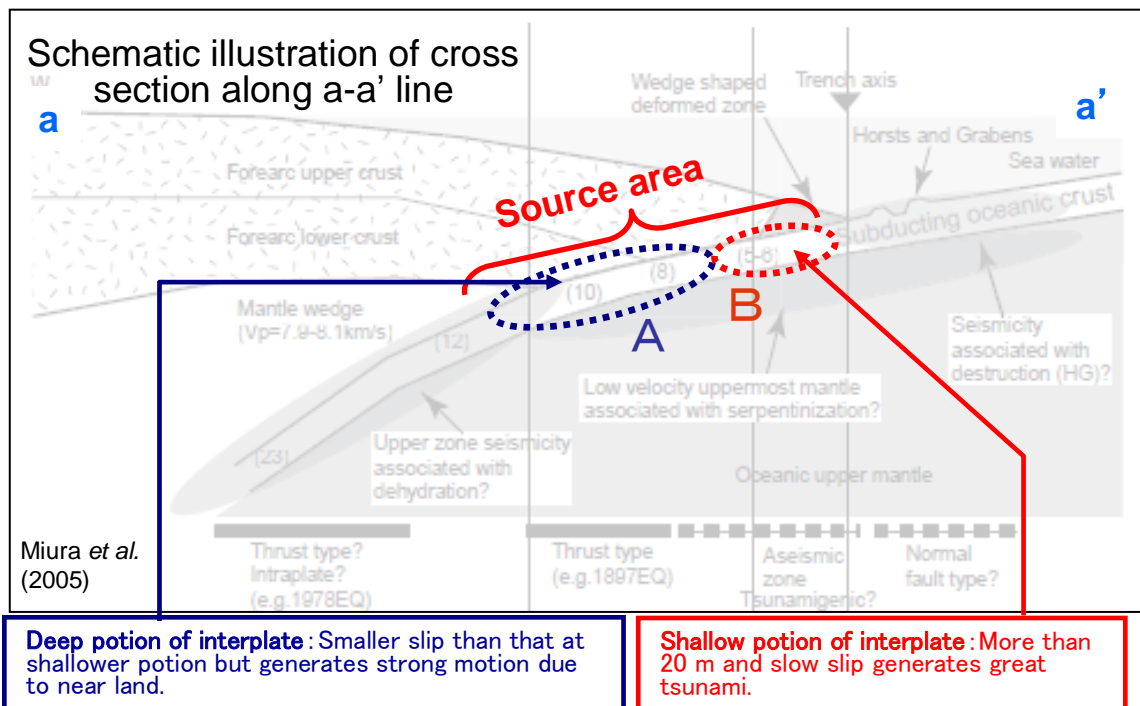 Schematic illustration of cross
section along a-a' line
W
a
a'
Wedge shaped
deformed zone
Trench axis
Horsts and Grabens
Sea water
Forearc upper crust
Source area
Subducting oceanic crust
Forearc lower crust
(5-6)
(8)
(10)
B
A
Mantle wedge
(Vp=7.9-8.1km/s)
(12)
Seismicity
associated with
destruction (HG)?
Low velocity uppermost mantle
associated with serpentinization?
Upper zone seismicity
associated with
dehydration?
(23)
Oceanic upper mantle
Miura et al.
(2005)
Thrust type?
Intraplate?
(e.g.1978EQ)
Thrust type
(e.g.1897EQ)
Aseismic
zone
Tsunamigenic?
Normal
fault type?
Deep potion of interplate:Smaller slip than that at
shallower potion but generates strong motion due
to near land.
Shallow potion of interplate:More than
20 m and slow slip generates great
tsunami.